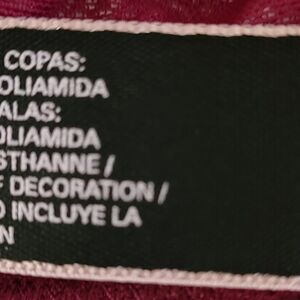 COPAS:
OLIAMIDA
ALAS:
OLIAMIDA
STHANNE /
F DECORATION /
O INCLUYE LA
N